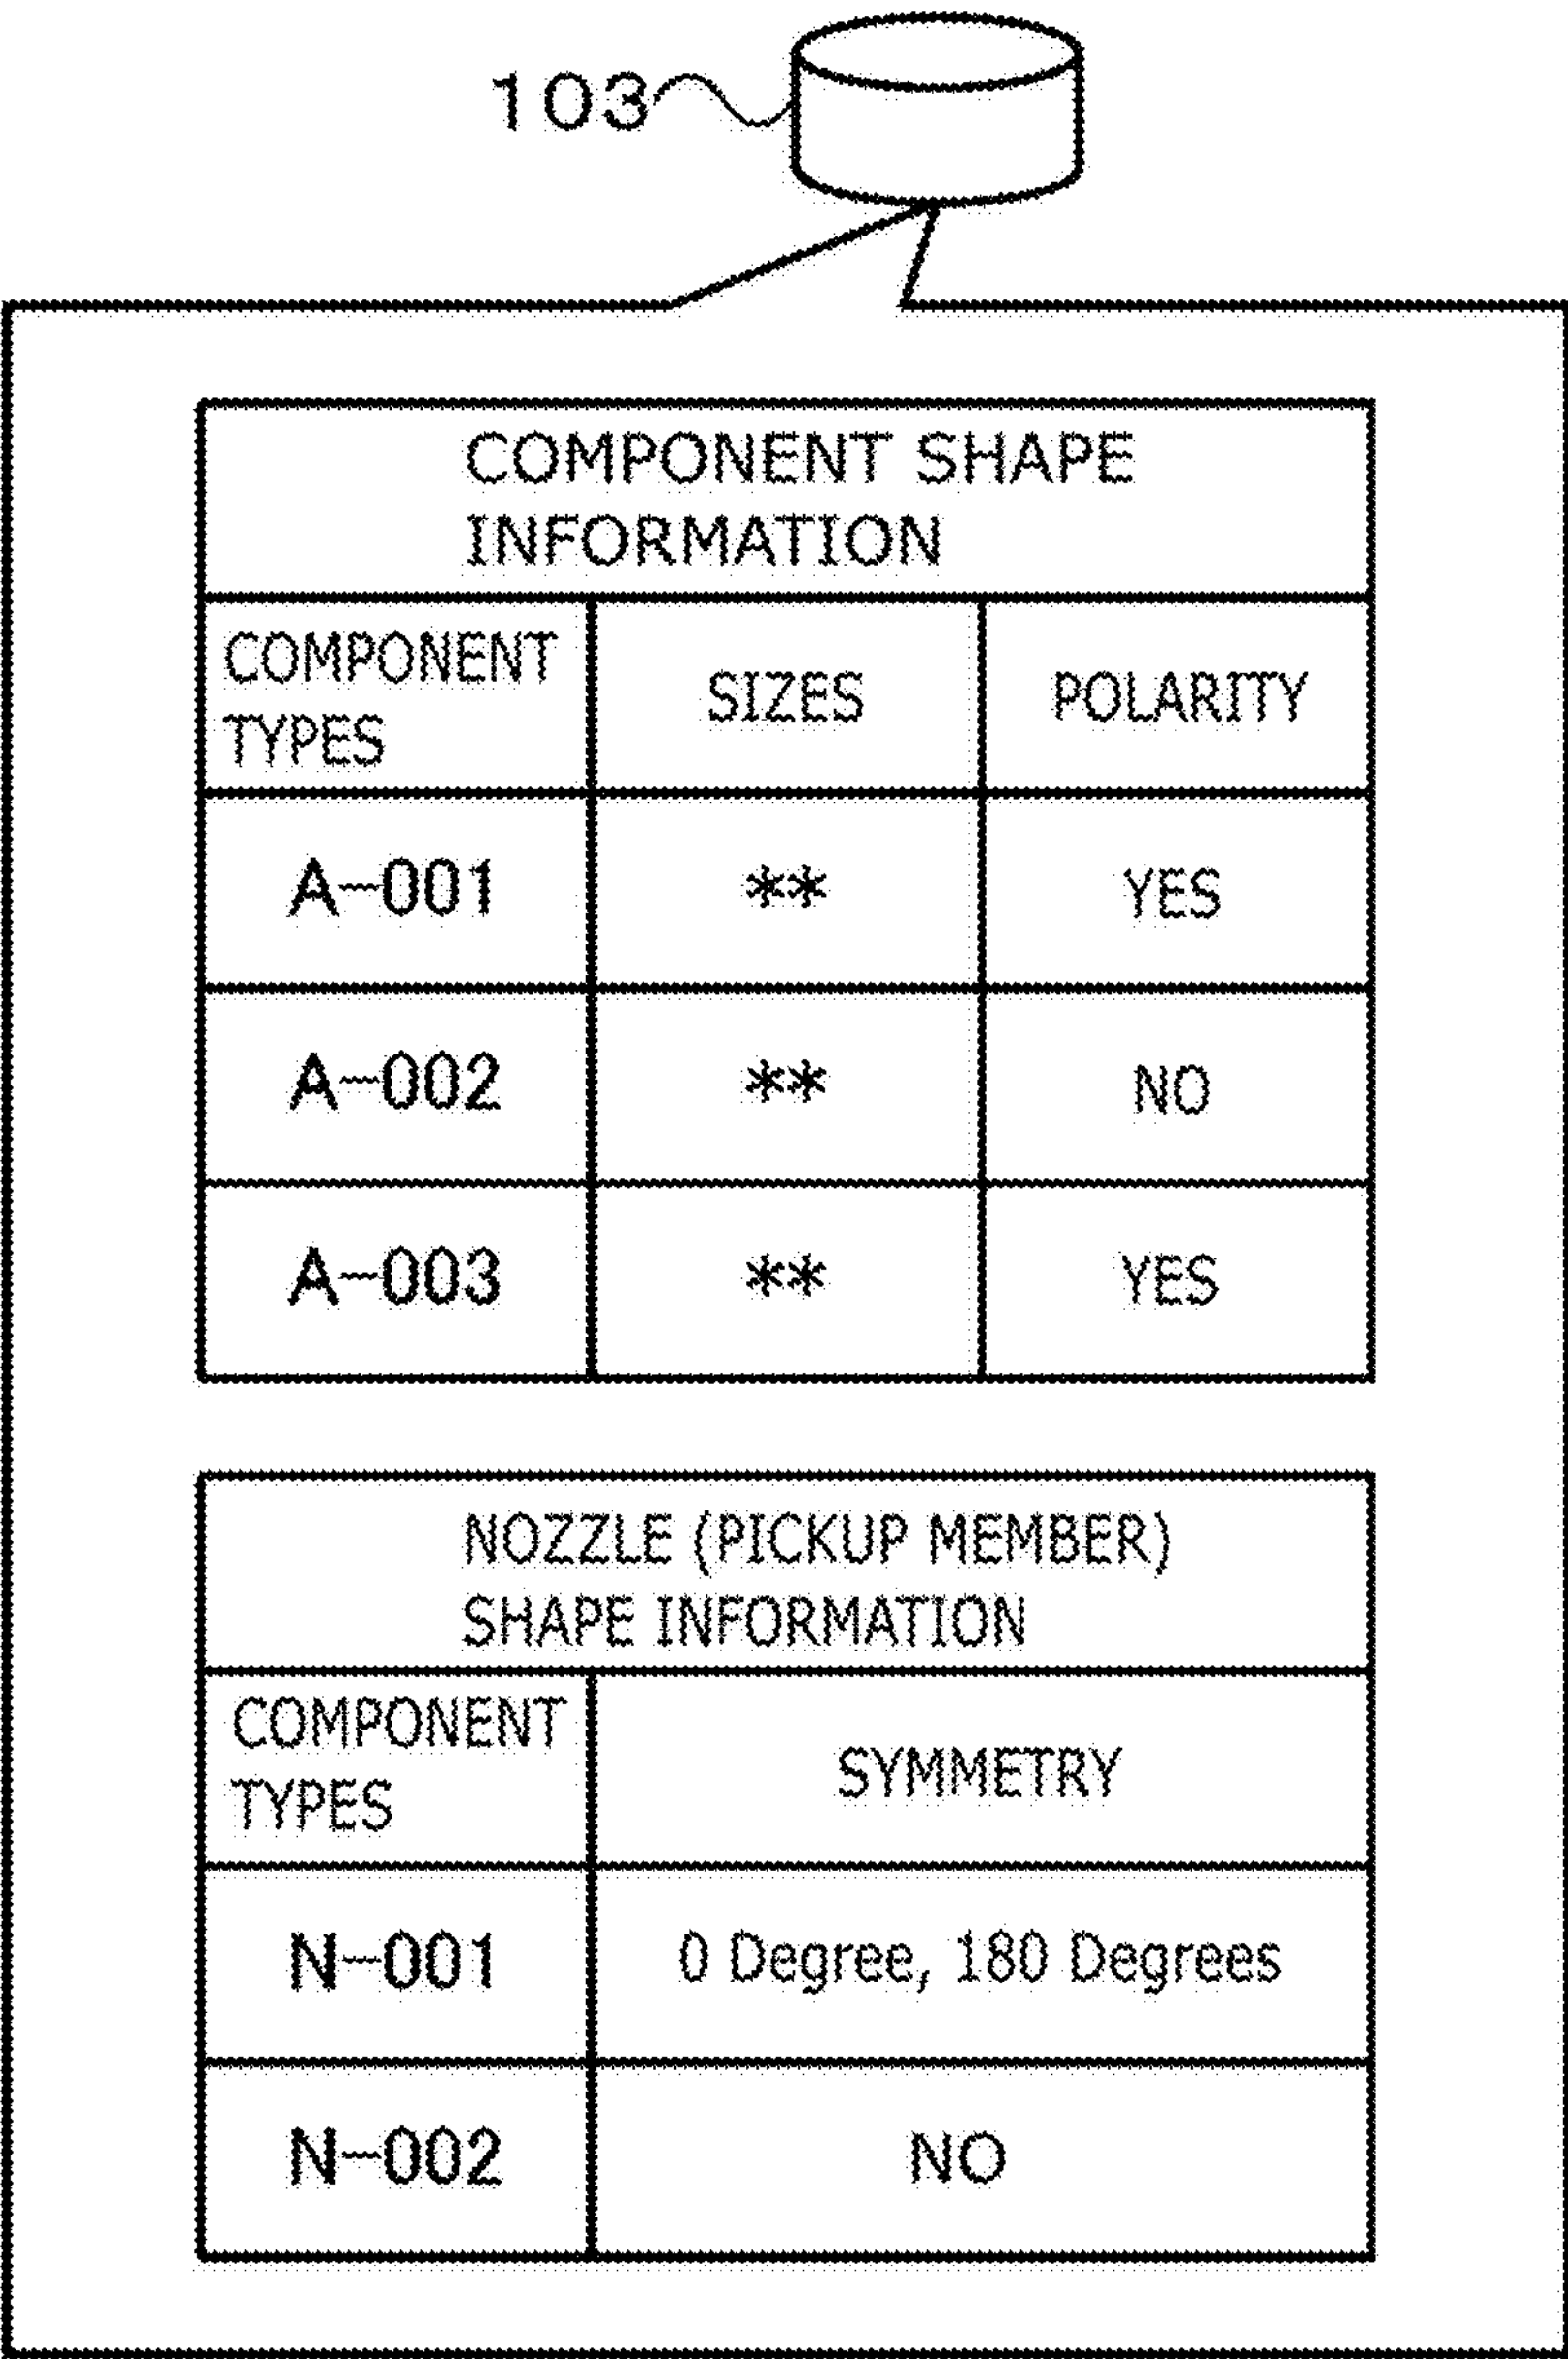 103
COMPONENT SHAPE
INFORMATION
COMPONENT
TYPES
SIZES
POLARITY
A-001
**
YES
A-002
**
NO
A-003
**
YES
NOZZLE (PICKUP MEMBER)
SHAPE INFORMATION
COMPONENT
TYPES
SYMMETRY
N-001
0 Degree, 180 Degrees
N-002
NO